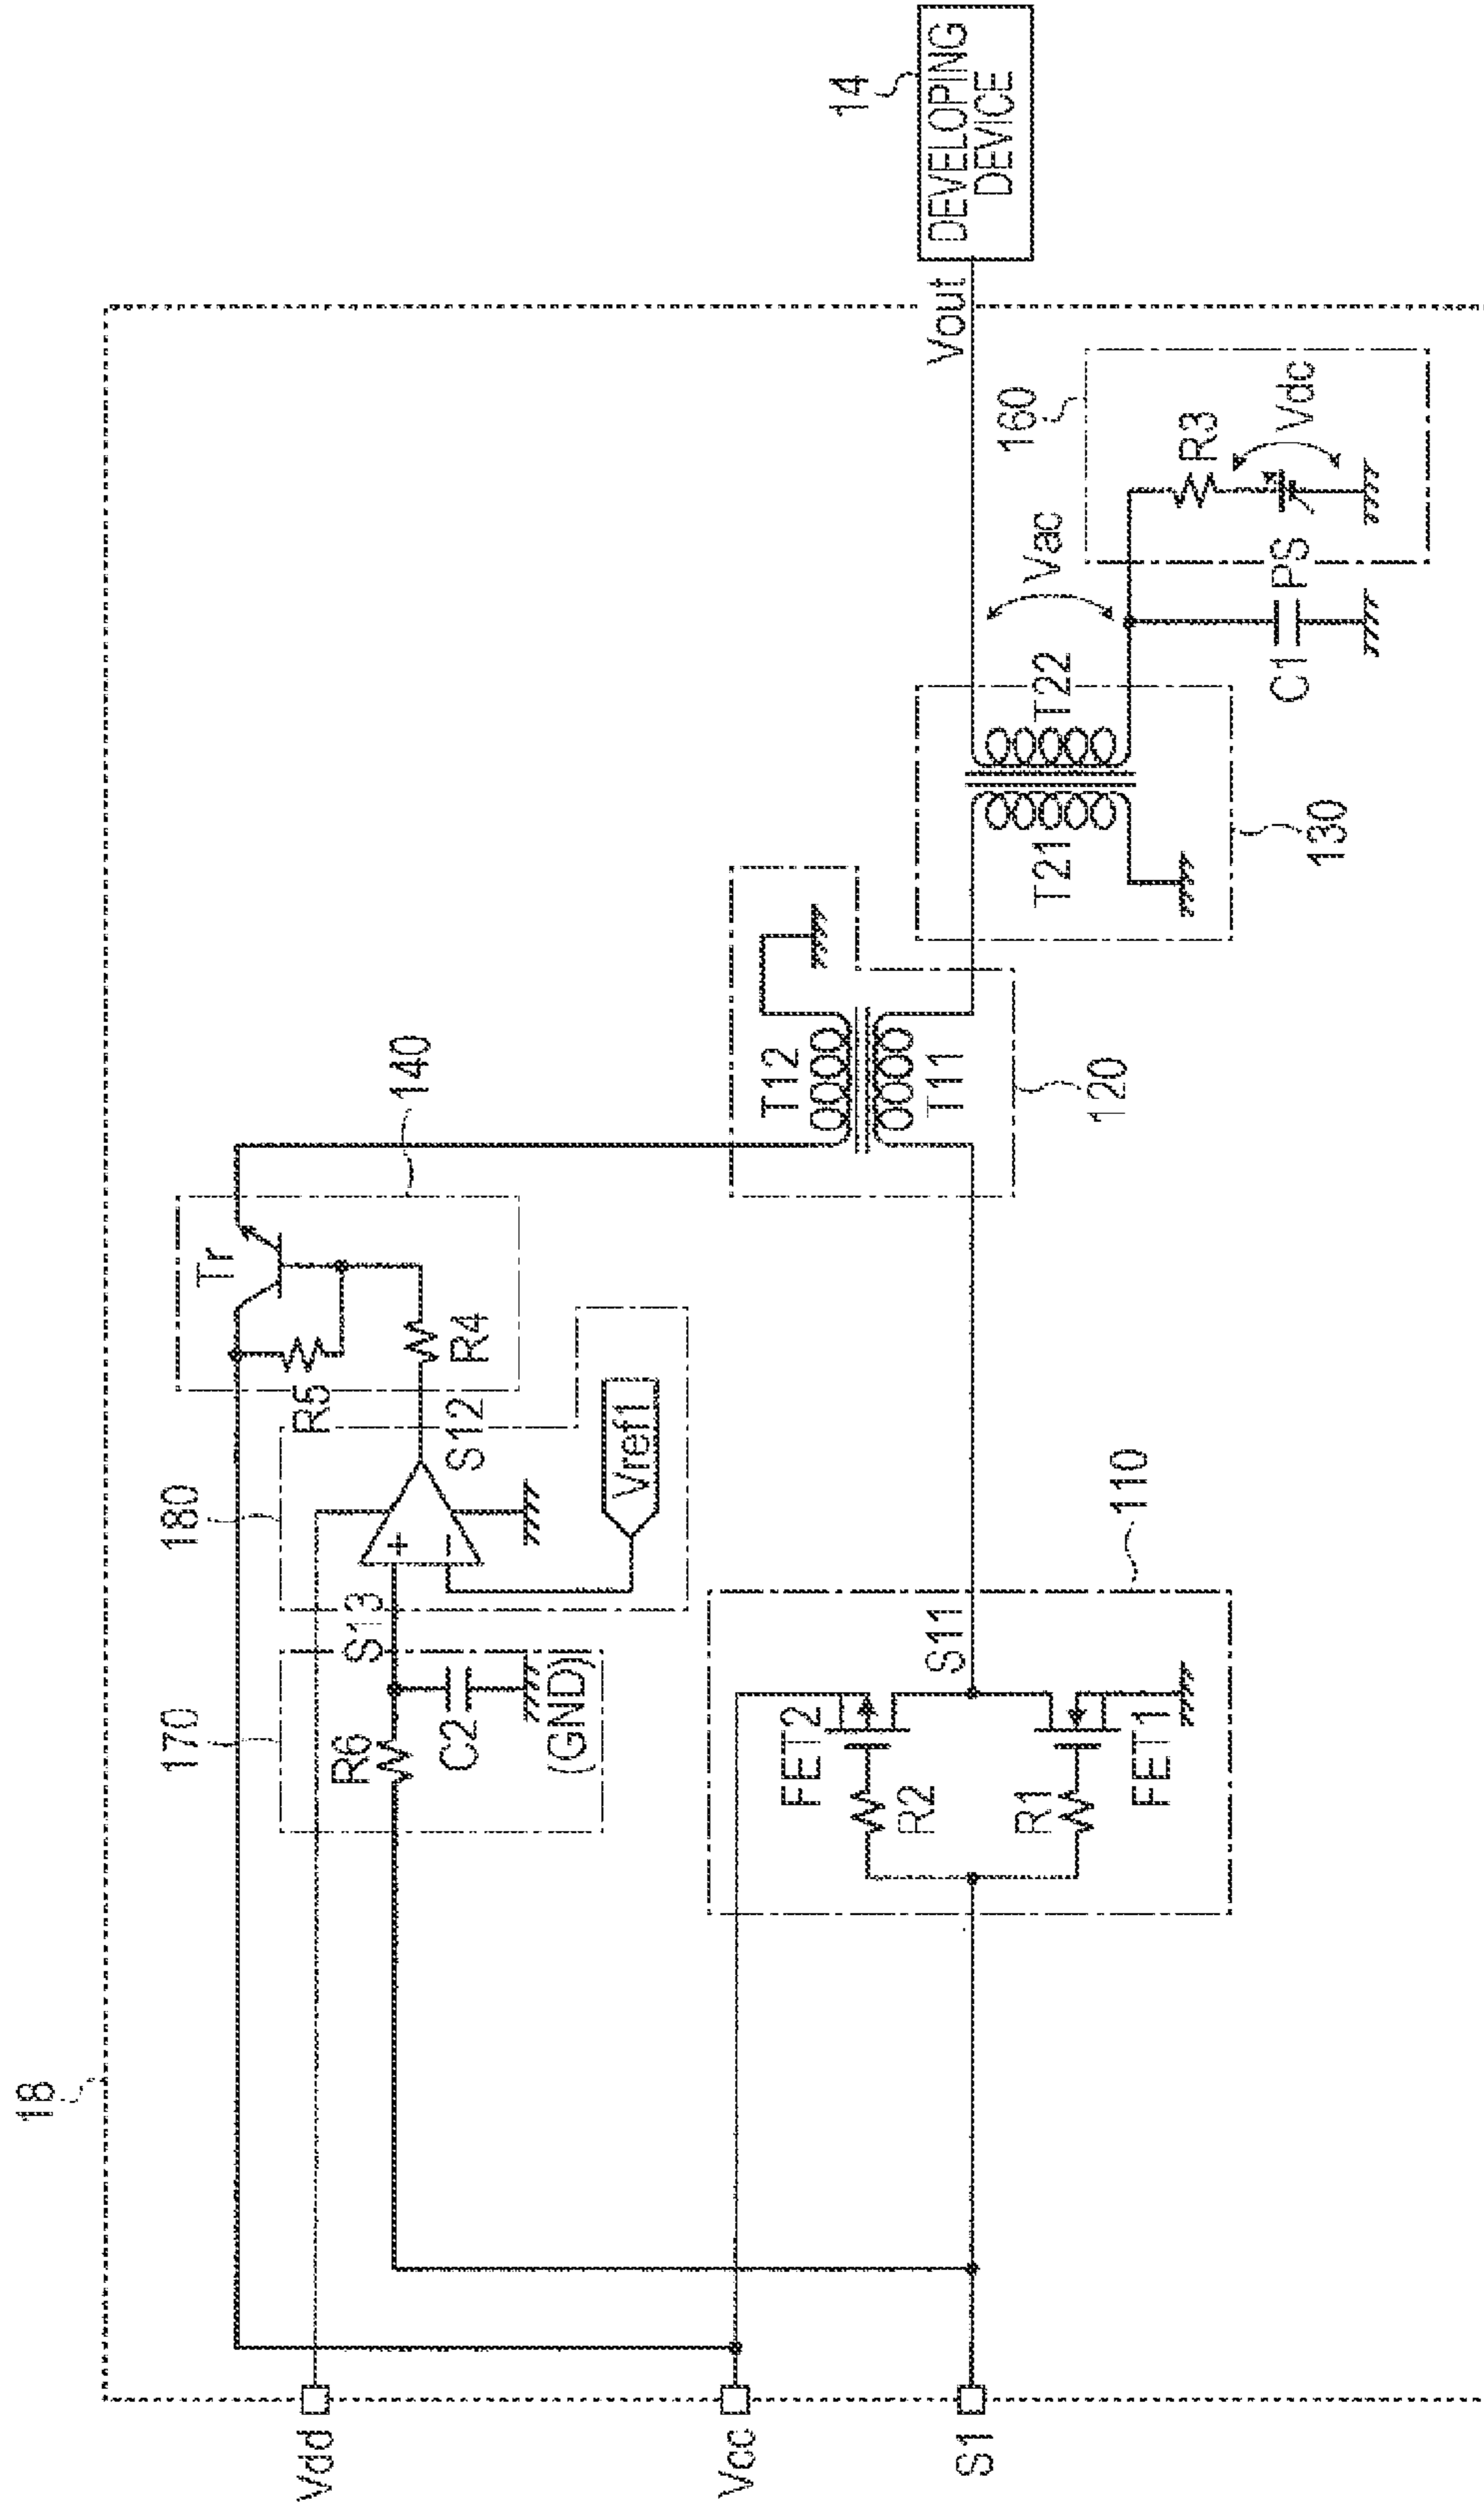 18
Vdd
Vcc
S1
170
R6
C2
(GND)
S13
180
S12
Vref1
140
Tr
R5
R4
110
FET2
R2
R1
FET1
S11
120
T12
T11
130
T21
T22
Vac
C1
PS
160
R3
Vdc
Vout
14
DEVELOPING
DEVICE
+
−